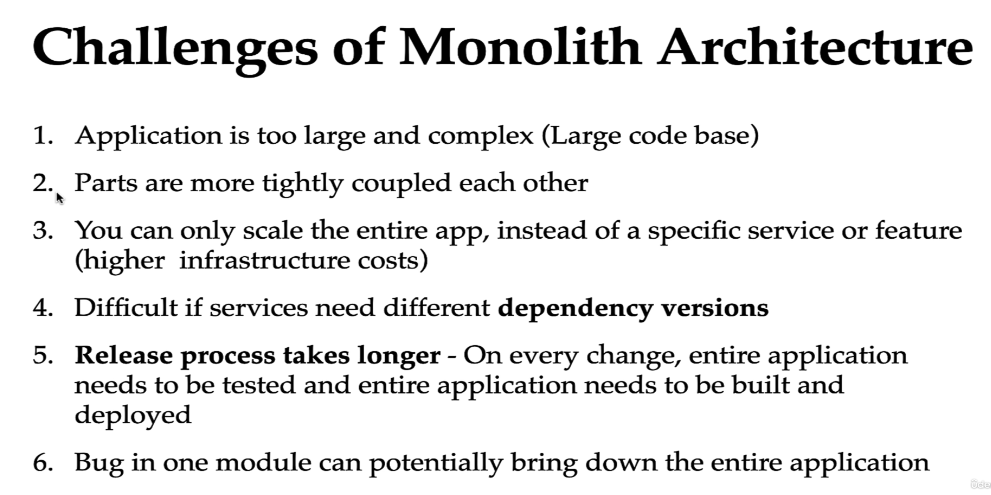 Challenges of Monolith Architecture
1. Application is too large and complex (Large code base)
2. Parts are more tightly coupled each other
3. You can only scale the entire app, instead of a specific service or feature
(higher infrastructure costs)
4. Difficult if services need different dependency versions
5. Release process takes longer - On every change, entire application
needs to be tested and entire application needs to be built and
deployed
6. Bug in one module can potentially bring down the entire application